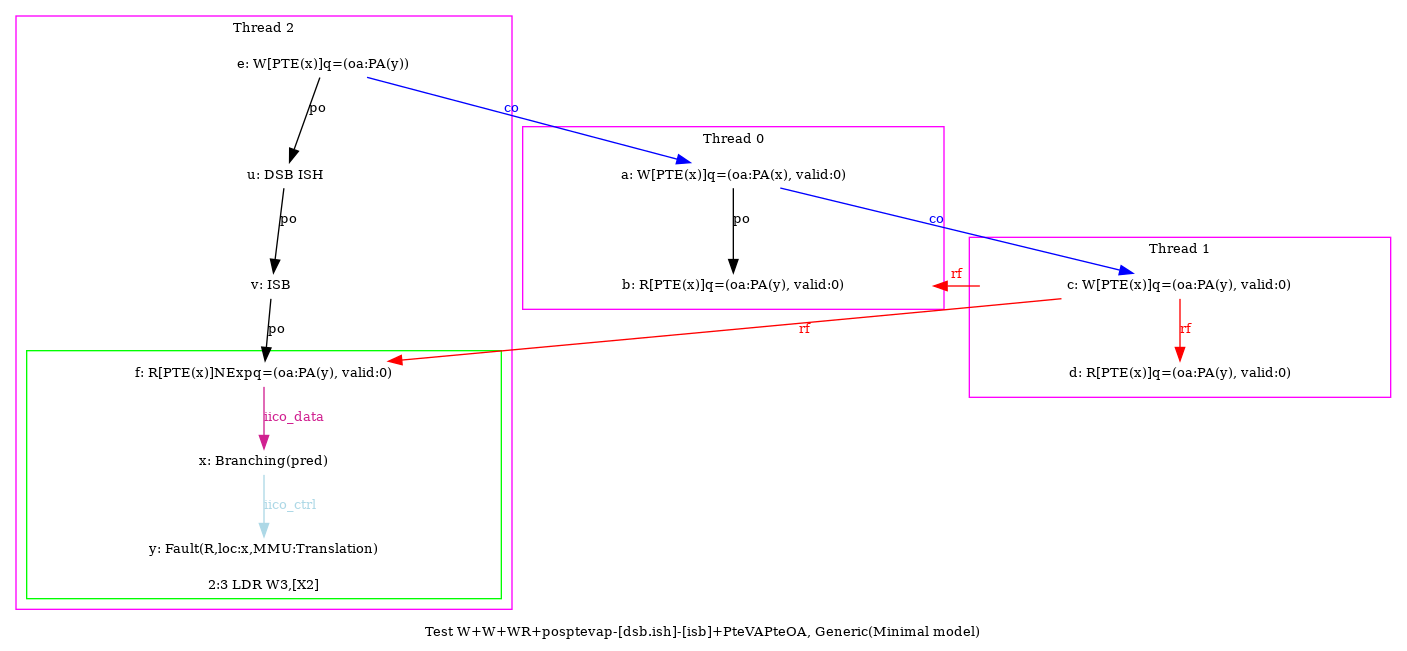 Thread 2
e: W[PTE(x)]q=(oa:PA(y))
po
co
Thread 0
u: DSB ISH
a: W[PTE(x)]q=(oa:PA(x), valid:0)
po
po
co
Thread 1
v: ISB
b: R[PTE(x)]q=(oa:PA(y), valid:0)
rf
c: W[PTE(x)]q=(oa:PA(y), valid:0)
po
rf
rf
f: R[PTE(x)]NExpq=(oa:PA(y), valid:0)
d: R[PTE(x)]q=(oa:PA(y), valid:0)
iico_data
x: Branching(pred)
iico_ctrl
y: Fault(R,loc:x,MMU:Translation)
2:3 LDR W3,[X2]
Test W+W+WR+posptevap-[dsb.ish]-[isb]+PteVAPteOA, Generic(Minimal model)